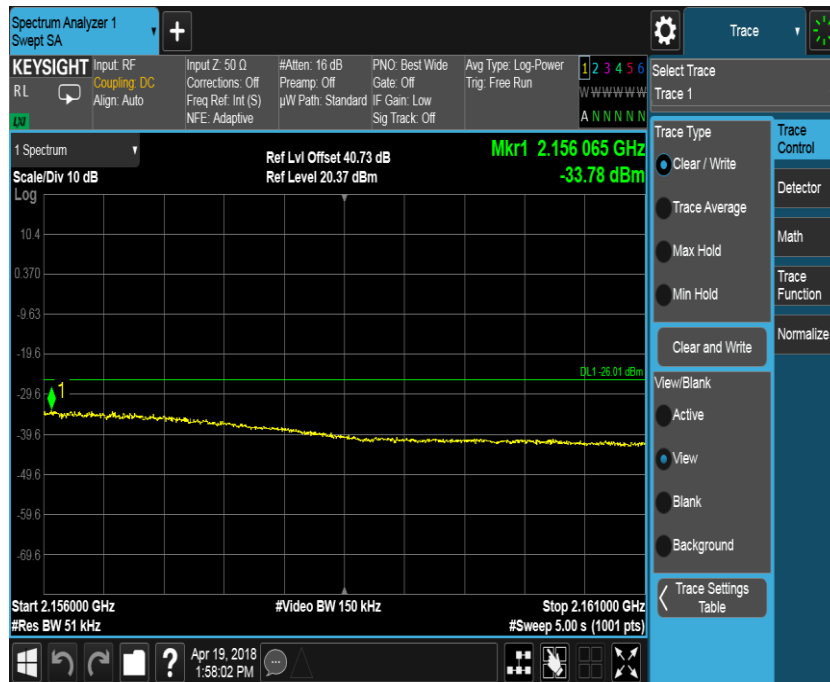 Spectrum Analyzer 1
Swept SA
+
Trace
KEYSIGHT
RL
LXI
Input: RF
Coupling: DC
Align: Auto
Input Z: 50 Ω
Corrections: Off
Freq Ref: Int (S)
NFE: Adaptive
#Atten: 16 dB
Preamp: Off
µW Path: Standard
PNO: Best Wide
Gate: Off
IF Gain: Low
Sig Track: Off
Avg Type: Log-Power
Trig: Free Run
1 2 3 4 5 6
W W W W W W
A N N N N N
Select Trace
Trace 1
1 Spectrum
Scale/Div 10 dB
Log
Ref Lvl Offset 40.73 dB
Ref Level 20.37 dBm
Mkr1 2.156 065 GHz
-33.78 dBm
10.4
0.370
-9.63
-19.6
-29.6
-39.6
-49.6
-59.6
-69.6
DL1 -26.01 dBm
1
Start 2.156000 GHz
#Res BW 51 kHz
#Video BW 150 kHz
Stop 2.161000 GHz
#Sweep 5.00 s (1001 pts)
Trace Type
Clear / Write
Trace Average
Max Hold
Min Hold
Clear and Write
View/Blank
Active
View
Blank
Background
Trace Settings
Table
Trace
Control
Detector
Math
Trace
Function
Normalize
?
Apr 19, 2018
1:58:02 PM